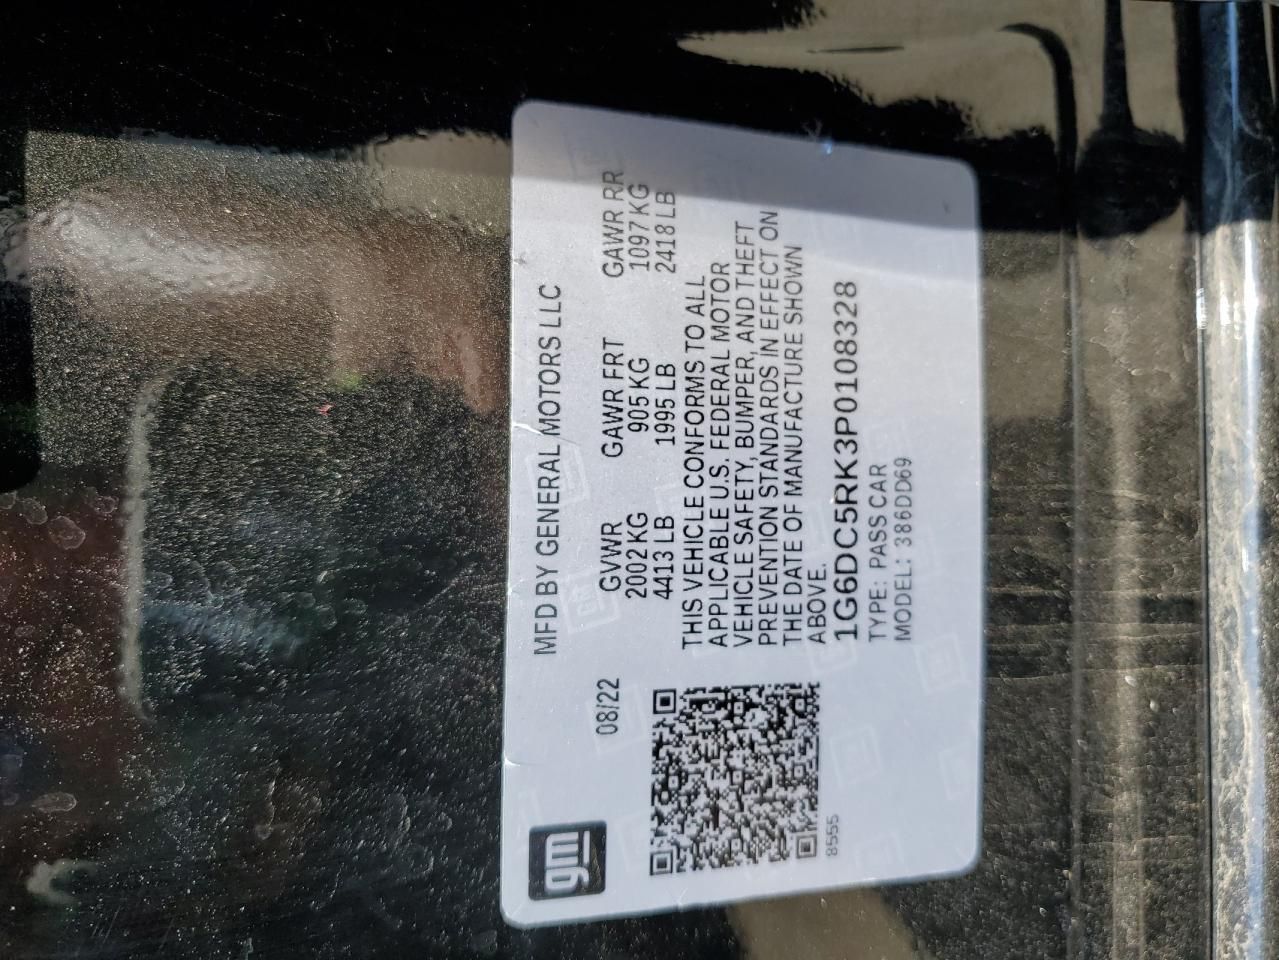 gm
MFD BY GENERAL MOTORS LLC
08/22
GVWR GAWR FRT GAWR RR
2002 KG 905 KG 1097 KG
4413 LB 1995 LB 2418 LB
THIS VEHICLE CONFORMS TO ALL
APPLICABLE U.S. FEDERAL MOTOR
VEHICLE SAFETY, BUMPER, AND THEFT
PREVENTION STANDARDS IN EFFECT ON
THE DATE OF MANUFACTURE SHOWN
ABOVE.
1G6DC5RK3P0108328
TYPE: PASS CAR
MODEL: 386DD69
8555